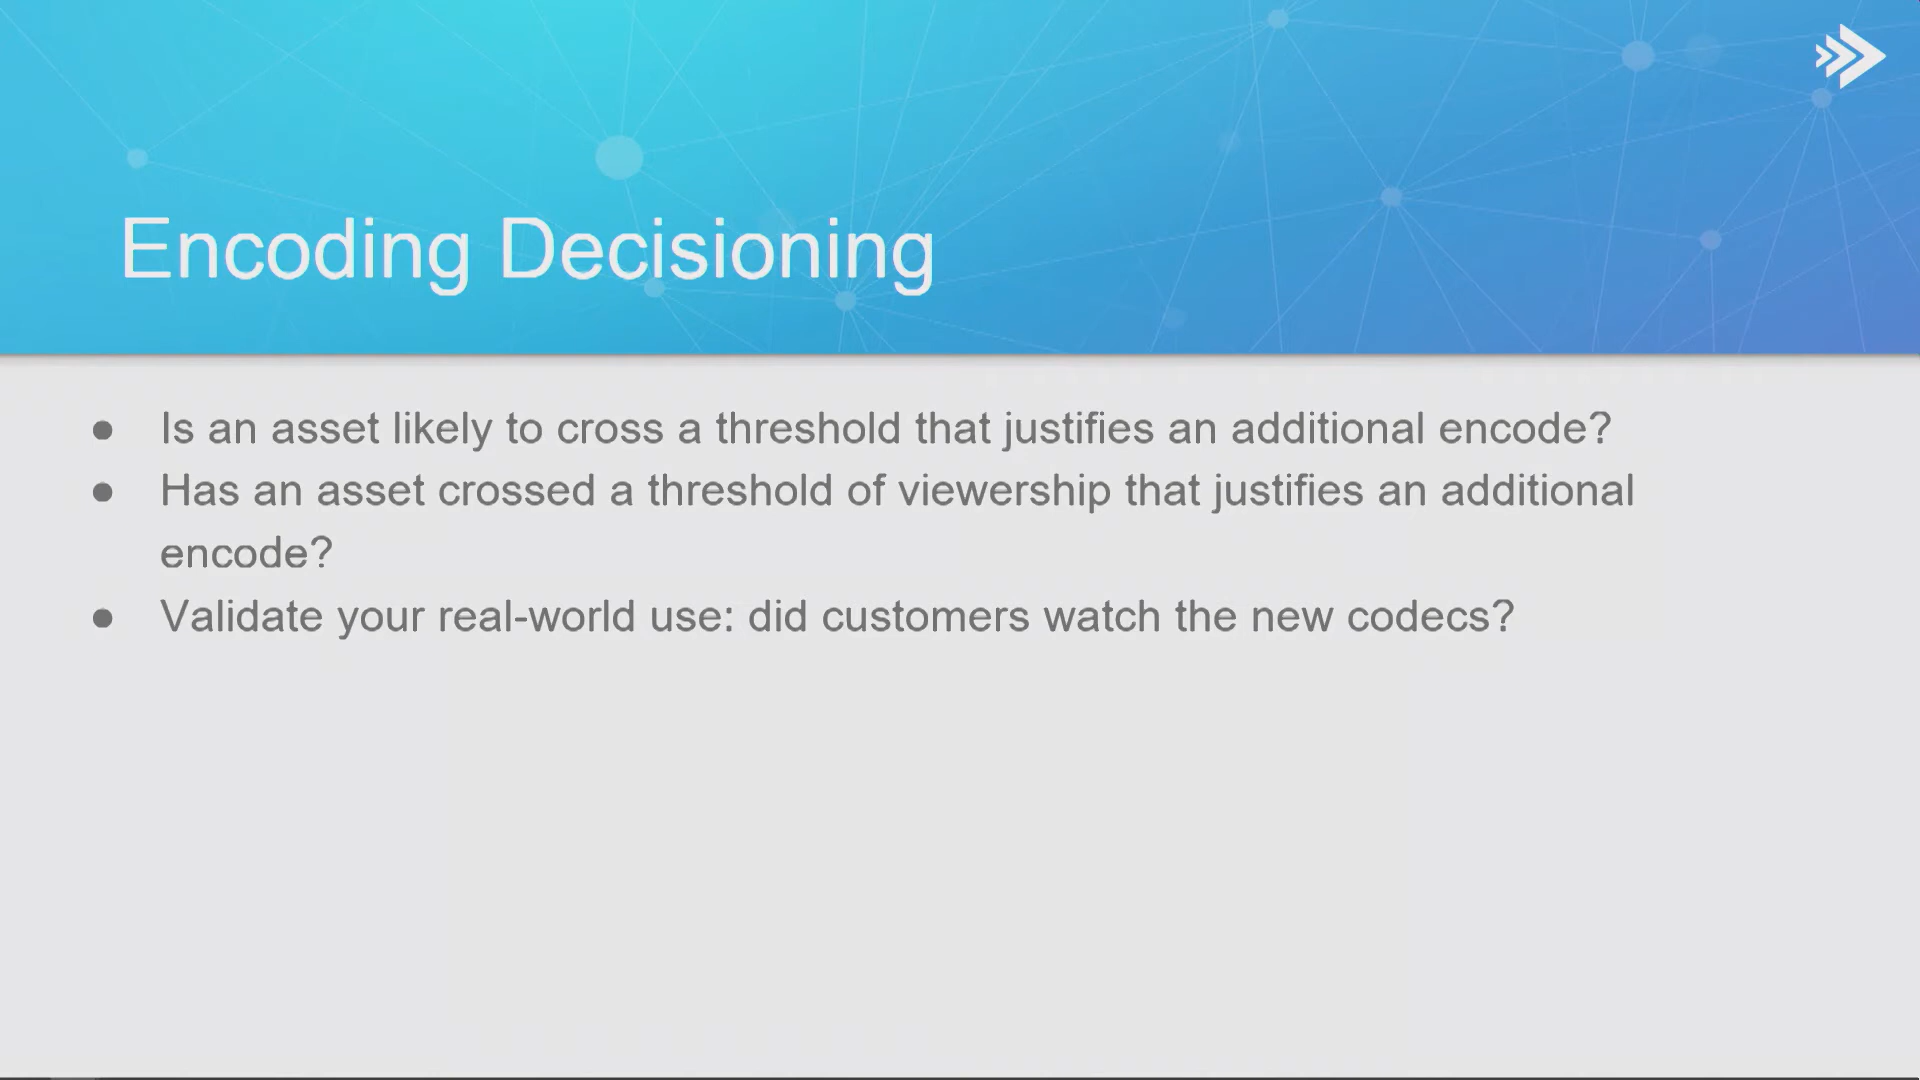 Encoding Decisioning
● Is an asset likely to cross a threshold that justifies an additional encode?
● Has an asset crossed a threshold of viewership that justifies an additional
encode?
● Validate your real-world use: did customers watch the new codecs?